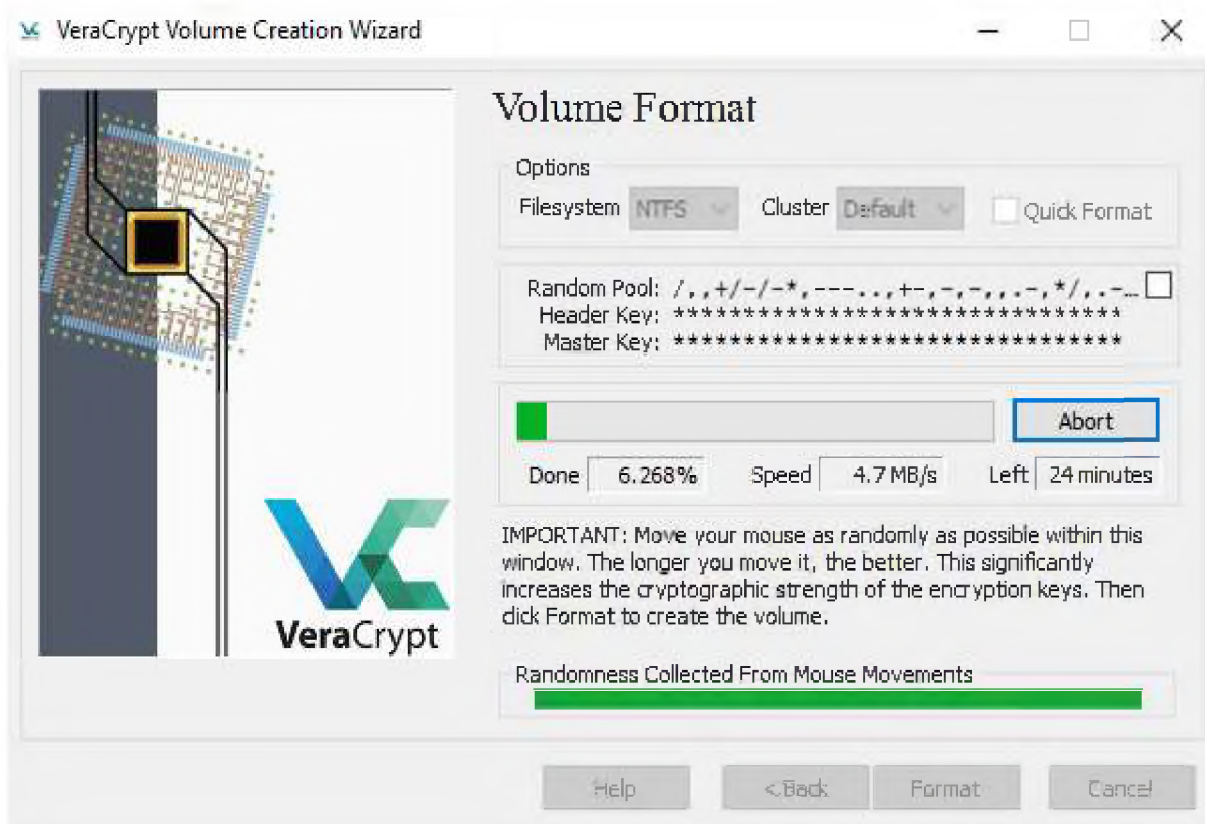 VeraCrypt Volume Creation Wizard
Volume Format
Options
Filesystem NTFS Cluster Default Quick Format
Random Pool: /,,+/-/-*,---..,+-,-,-,,.-,*/,.-...
Header Key: ********************************
Master Key: ********************************
Abort
Done 6.268% Speed 4.7 MB/s Left 24 minutes
IMPORTANT: Move your mouse as randomly as possible within this
window. The longer you move it, the better. This significantly
increases the cryptographic strength of the encryption keys. Then
click Format to create the volume.
VeraCrypt
Randomness Collected From Mouse Movements
Help < Back Format Cancel